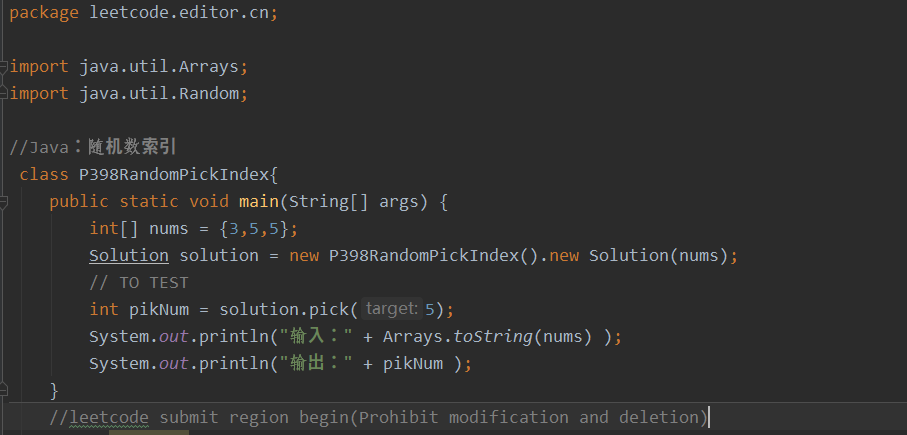 package leetcode.editor.cn;
import java.util.Arrays;
import java.util.Random;
//Java：随机数索引
class P398RandomPickIndex{
public static void main(String[] args) {
int[] nums = {3,5,5};
Solution solution = new P398RandomPickIndex().new Solution(nums);
// TO TEST
int pikNum = solution.pick( target: 5);
System.out.println("输入：" + Arrays.toString(nums) );
System.out.println("输出：" + pikNum );
}
//leetcode submit region begin(Prohibit modification and deletion)